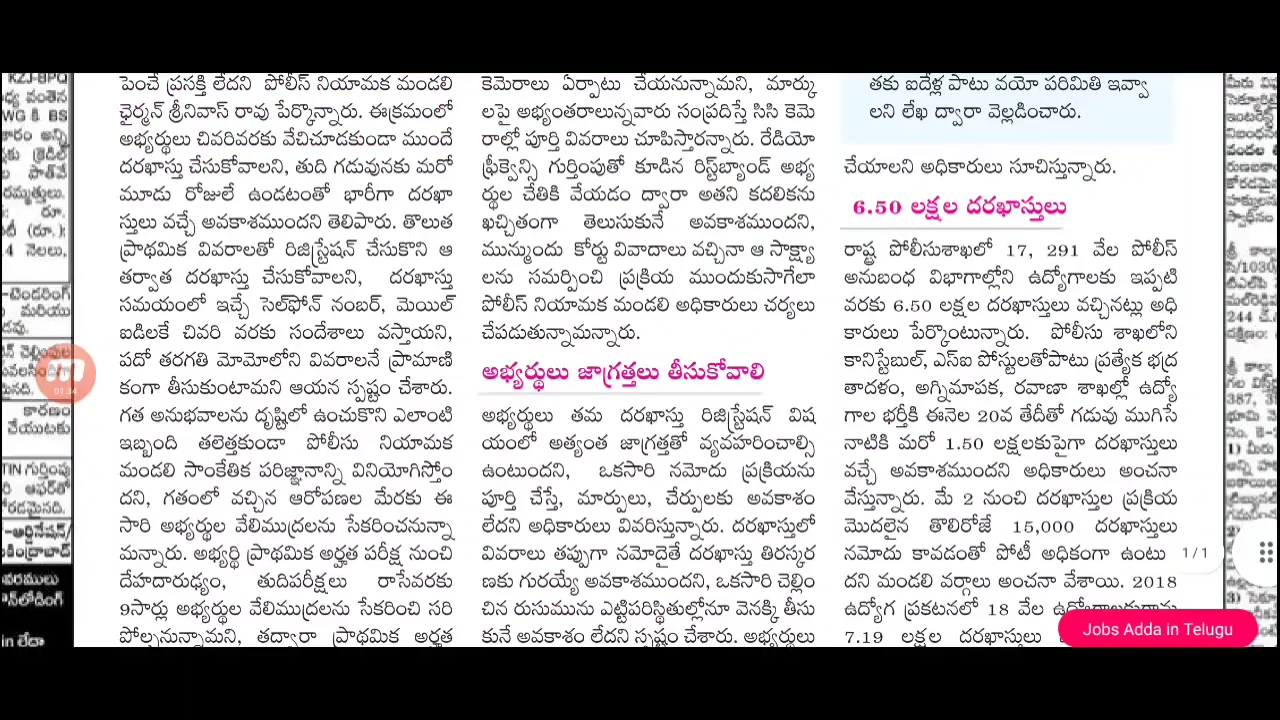 పెంచే ప్రసక్తి లేదని పోలీస్ నియామక మండలి
ఛైర్మన్ శ్రీనివాస్ రావు పేర్కొన్నారు. ఈక్రమంలో
అభ్యర్థులు చివరివరకు వేచిచూడకుండా ముందే
దరఖాస్తు చేసుకోవాలని, తుది గడువునకు మరో
మూడు రోజులే ఉండటంతో భారీగా దరఖా
స్తులు వచ్చే అవకాశముందని తెలిపారు. తొలుత
ప్రాథమిక వివరాలతో రిజిస్ట్రేషన్ చేసుకొని ఆ
తర్వాత దరఖాస్తు చేసుకోవాలని, దరఖాస్తు
సమయంలో ఇచ్చే సెల్‌ఫోన్ నంబర్, మెయిల్
ఐడిలకే చివరి వరకు సందేశాలు వస్తాయని,
పదో తరగతి మోమోలోని వివరాలనే ప్రామాణి
కంగా తీసుకుంటామని ఆయన స్పష్టం చేశారు.
గత అనుభవాలను దృష్టిలో ఉంచుకొని ఎలాంటి
ఇబ్బంది తలెత్తకుండా పోలీసు నియామక
మండలి సాంకేతిక పరిజ్ఞానాన్ని వినియోగిస్తోం
దని, గతంలో వచ్చిన ఆరోపణల మేరకు ఈ
సారి అభ్యర్థుల వేలిముద్రలను సేకరించనున్నా
మన్నారు. అభ్యర్థి ప్రాథమిక అర్హత పరీక్ష నుంచి
దేహదారుఢ్యం, తుదిపరీక్షలు రాసేవరకు
9సార్లు అభ్యర్థుల వేలిముద్రలను సేకరించి సరి
పోల్చనున్నామని, తద్వారా ప్రాథమిక అర్హత
కెమెరాలు ఏర్పాటు చేయనున్నామని, మార్కు
లపై అభ్యంతరాలున్నవారు సంప్రదిస్తే సిసి కెమె
రాల్లో పూర్తి వివరాలు చూపిస్తారన్నారు. రేడియో
ఫ్రీక్వెన్సి గుర్తింపుతో కూడిన రిస్ట్‌బ్యాండ్ అభ్య
ర్థుల చేతికి వేయడం ద్వారా అతని కదలికను
ఖచ్చితంగా తెలుసుకునే అవకాశముందని,
మున్ముందు కోర్టు వివాదాలు వచ్చినా ఆ సాక్ష్యా
లను సమర్పించి ప్రక్రియ ముందుకుసాగేలా
పోలీస్ నియామక మండలి అధికారులు చర్యలు
చేపడుతున్నామన్నారు.
అభ్యర్థులు జాగ్రత్తలు తీసుకోవాలి
అభ్యర్థులు తమ దరఖాస్తు రిజిస్ట్రేషన్ విష
యంలో అత్యంత జాగ్రత్తతో వ్యవహరించాల్సి
ఉంటుందని, ఒకసారి నమోదు ప్రక్రియను
పూర్తి చేస్తే, మార్పులు, చేర్పులకు అవకాశం
లేదని అధికారులు వివరిస్తున్నారు. దరఖాస్తులో
వివరాలు తప్పుగా నమోదైతే దరఖాస్తు తిరస్కర
ణకు గురయ్యే అవకాశముందని, ఒకసారి చెల్లిం
చిన రుసుమును ఎట్టిపరిస్థితుల్లోనూ వెనక్కి తీసు
కునే అవకాశం లేదని స్పష్టం చేశారు. అభ్యర్థులు
తకు ఐదేళ్ల పాటు వయో పరిమితి ఇవ్వా
లని లేఖ ద్వారా వెల్లడించారు.
చేయాలని అధికారులు సూచిస్తున్నారు.
6.50 లక్షల దరఖాస్తులు
రాష్ట్ర పోలీసుశాఖలో 17, 291 వేల పోలీస్
అనుబంధ విభాగాల్లోని ఉద్యోగాలకు ఇప్పటి
వరకు 6.50 లక్షల దరఖాస్తులు వచ్చినట్లు అధి
కారులు పేర్కొంటున్నారు. పోలీసు శాఖలోని
కానిస్టేబుల్, ఎస్ఐ పోస్టులతోపాటు ప్రత్యేక భద్ర
తాదళం, అగ్నిమాపక, రవాణా శాఖల్లో ఉద్యో
గాల భర్తీకి ఈనెల 20వ తేదీతో గడువు ముగిసే
నాటికి మరో 1.50 లక్షలకుపైగా దరఖాస్తులు
వచ్చే అవకాశముందని అధికారులు అంచనా
వేస్తున్నారు. మే 2 నుంచి దరఖాస్తుల ప్రక్రియ
మొదలైన తొలిరోజే 15,000 దరఖాస్తులు
నమోదు కావడంతో పోటీ అధికంగా ఉంటు
దని మండలి వర్గాలు అంచనా వేశాయి. 2018
ఉద్యోగ ప్రకటనలో 18 వేల
7.19 లక్షల దరఖాస్తులు
1/1
01:34
Jobs Adda in Telugu